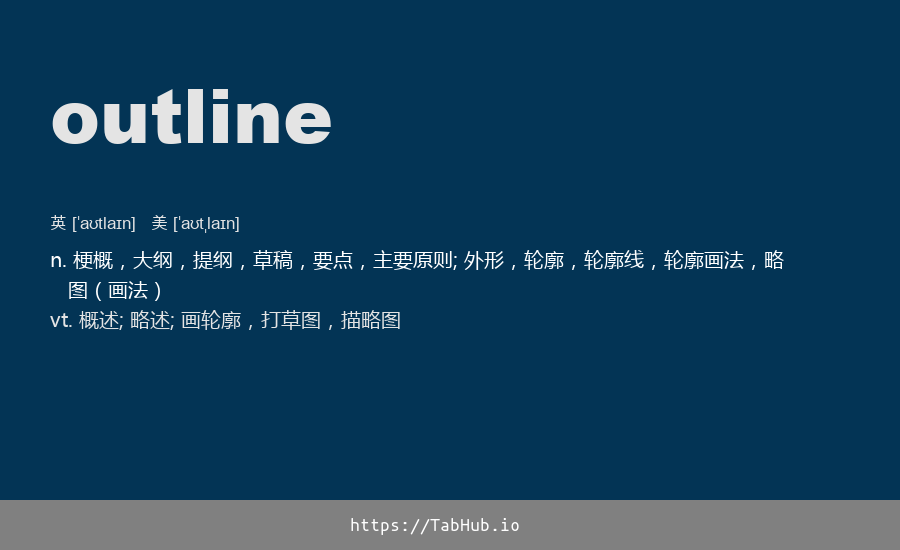 outline
英 [ˈaʊtlaɪn] 美 [ˈaʊtˌlaɪn]
n. 梗概，大纲，提纲，草稿，要点，主要原则; 外形，轮廓，轮廓线，轮廓画法，略
图（画法）
vt. 概述; 略述; 画轮廓，打草图，描略图
https://TabHub.io